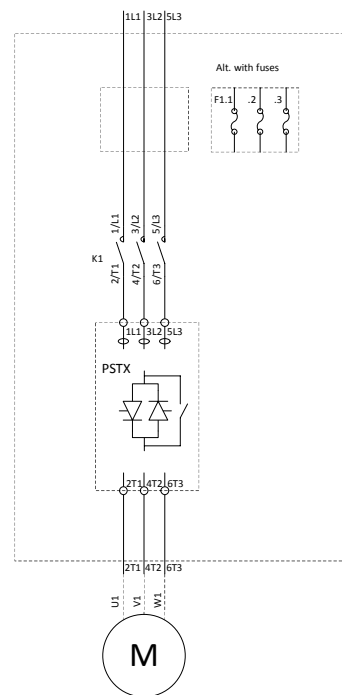 1L1 3L2 5L3
Alt. with fuses
F1.1 .2 .3
1/L1 3/L2 5/L3
K1
2/T1 4/T2 6/T3
1L1 3L2 5L3
PSTX
2T1 4T2 6T3
2T1 4T2 6T3
U1 V1 W1
M